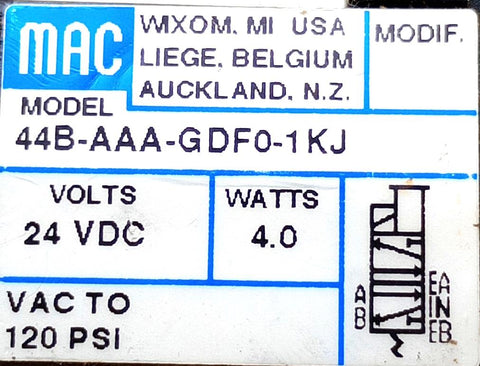 MAC
WIXOM, MI USA
LIEGE, BELGIUM
AUCKLAND, N.Z.
MODIF.
MODEL
44B-AAA-GDF0-1KJ
VOLTS
24 VDC
WATTS
4.0
VAC TO
120 PSI
A
B
EA
IN
EB